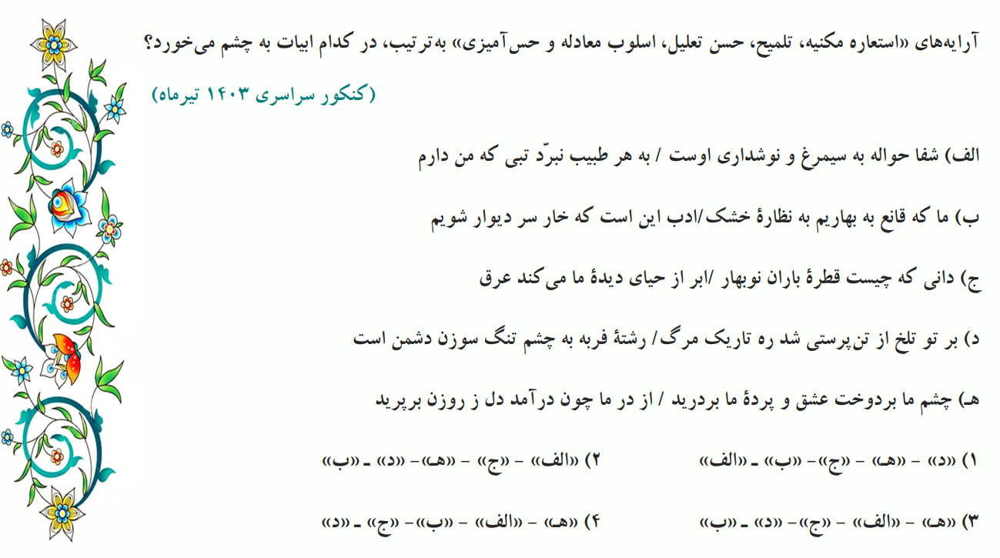 آرایه‌های «استعاره مکنیه، تلمیح، حسن تعلیل، اسلوب معادله و حس‌آمیزی» به‌ترتیب، در کدام ابیات به چشم می‌خورد؟
(کنکور سراسری ۱۴۰۳ تیرماه)
الف) شفا حواله به سیمرغ و نوشداری اوست / به هر طبیب نبرّد تبی که من دارم
ب) ما که قانع به بهاریم به نظارهٔ خشک/ادب این است که خار سر دیوار شویم
ج) دانی که چیست قطرهٔ باران نوبهار /ابر از حیای دیدهٔ ما می‌کند عرق
د) بر تو تلخ از تن‌پرستی شد ره تاریک مرگ/ رشتهٔ فربه به چشم تنگ سوزن دشمن است
هـ) چشم ما بردوخت عشق و پردهٔ ما بردرید / از در ما چون درآمد دل ز روزن برپرید
۱) «د» – «هـ» – «ج»– «ب» ـ «الف» ۲) «الف» – «ج» – «هـ»– «د» ـ «ب»
۳) «هـ» – «الف» – «ج»– «د» ـ «ب» ۴) «هـ» – «الف» – «ب»– «ج» ـ «د»